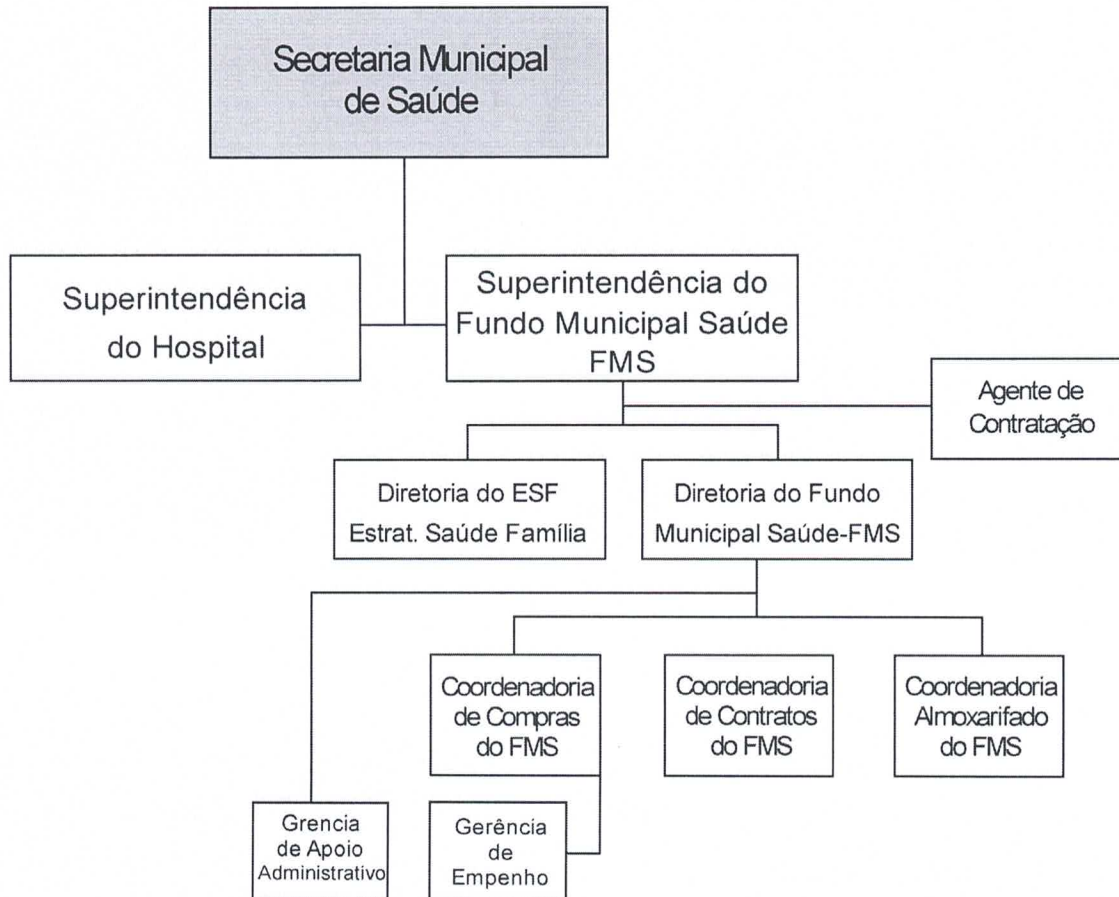 Secretaria Municipal
de Saúde
Superintendência
do Hospital
Superintendência do
Fundo Municipal Saúde
FMS
Agente de
Contratação
Diretoria do ESF
Estrat. Saúde Família
Diretoria do Fundo
Municipal Saúde-FMS
Coordenadoria
de Compras
do FMS
Coordenadoria
de Contratos
do FMS
Coordenadoria
Almoxarifado
do FMS
Grencia
de Apoio
Administrativo
Gerência
de
Empenho